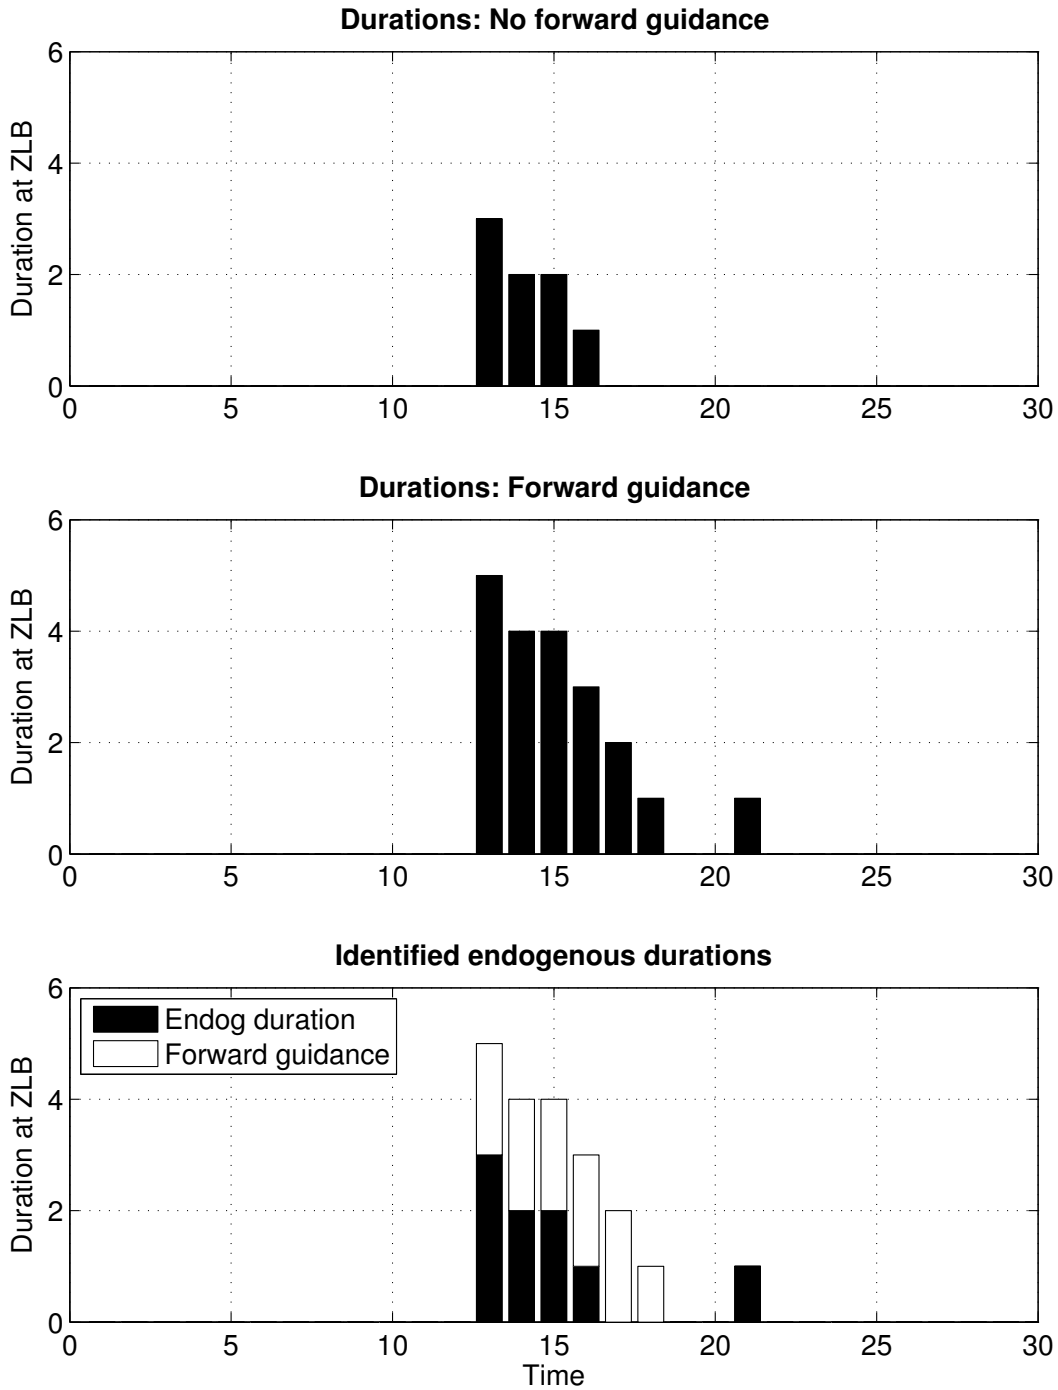 Durations: No forward guidance
6
4
2
0
Duration at ZLB
0 5 10 15 20 25 30
Durations: Forward guidance
6
4
2
0
Duration at ZLB
0 5 10 15 20 25 30
Identified endogenous durations
6
4
2
0
Duration at ZLB
Endog duration
Forward guidance
0 5 10 15 20 25 30
Time